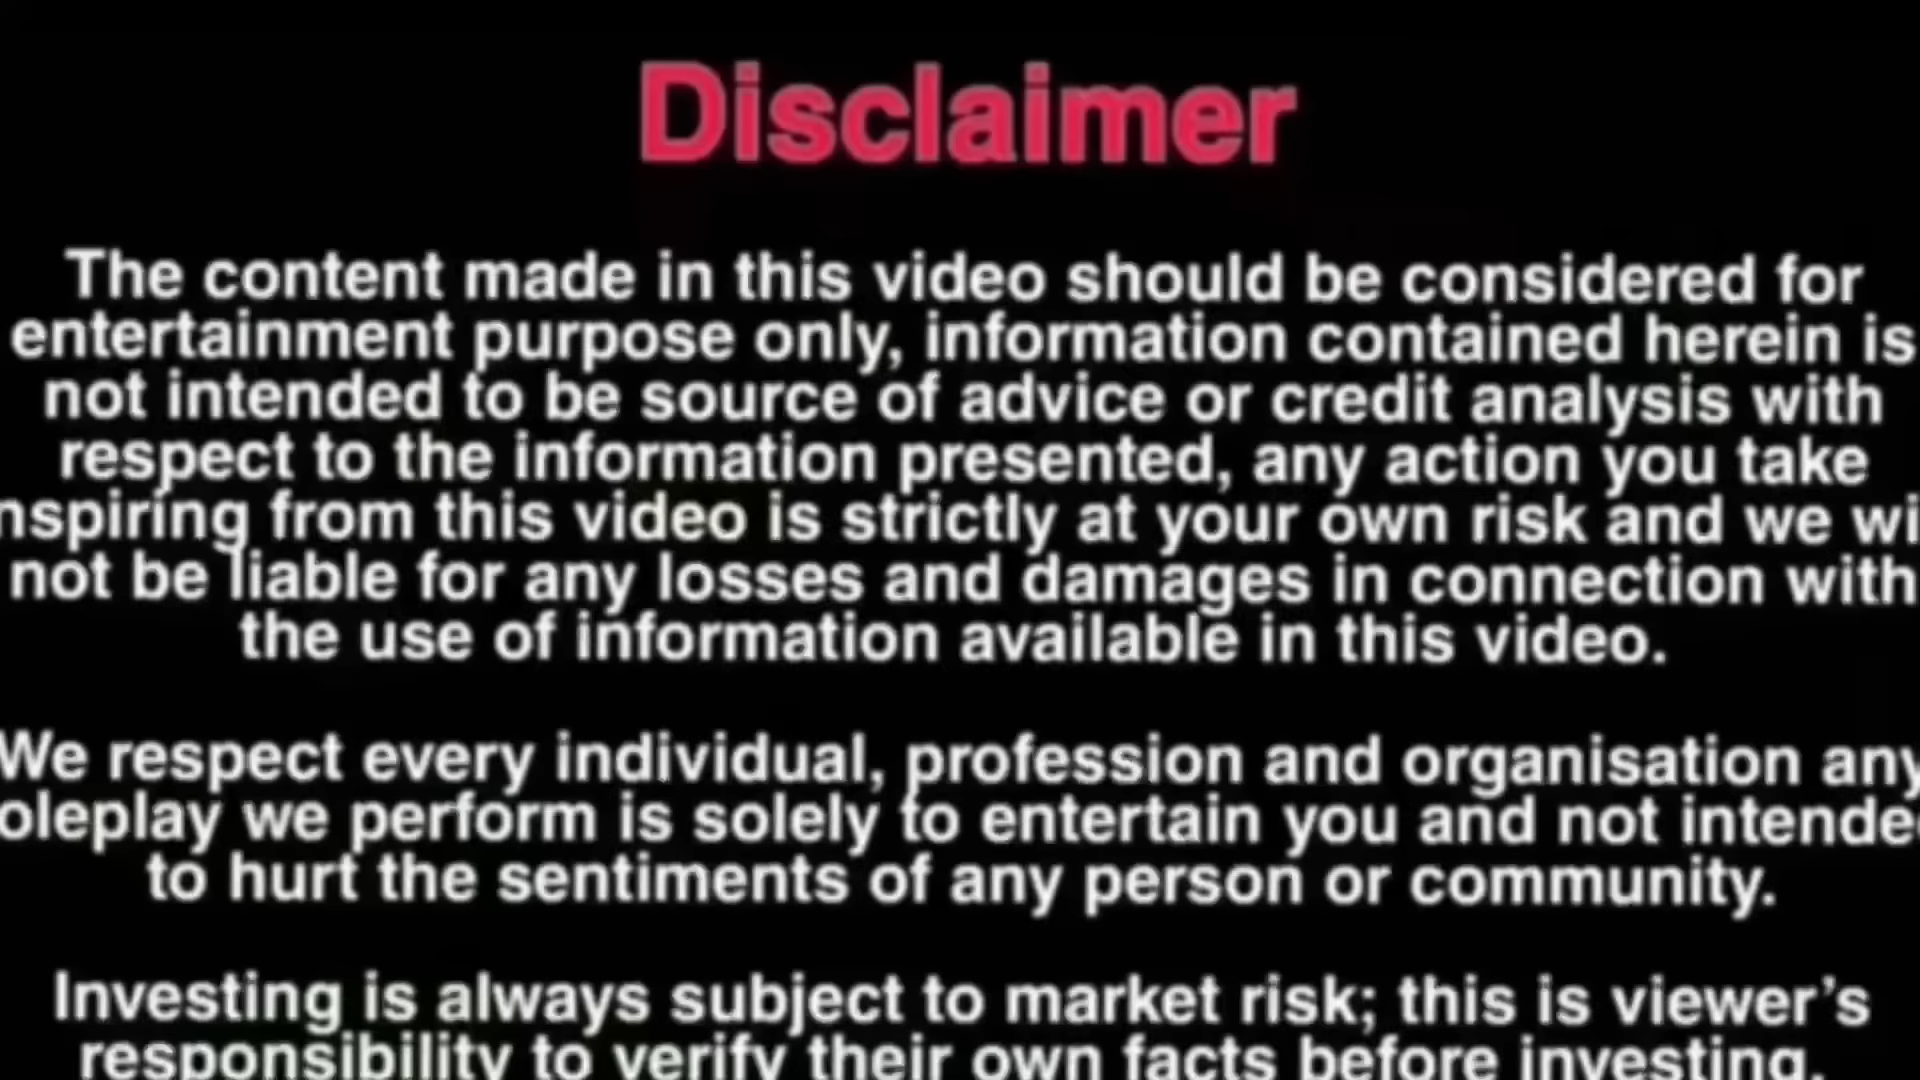 Disclaimer
The content made in this video should be considered for
entertainment purpose only, information contained herein is
not intended to be source of advice or credit analysis with
respect to the information presented, any action you take
nspiring from this video is strictly at your own risk and we wi
not be liable for any losses and damages in connection with
the use of information available in this video.
We respect every individual, profession and organisation any
oleplay we perform is solely to entertain you and not intended
to hurt the sentiments of any person or community.
Investing is always subject to market risk; this is viewer’s
responsibility to verify their own facts before investing.